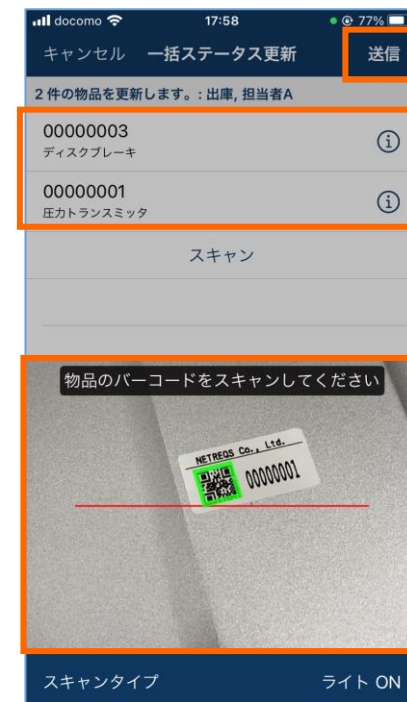 docomo 17:58 77%
キャンセル 一括ステータス更新 送信
2 件の物品を更新します。: 出庫, 担当者A
00000003
ディスクブレーキ
00000001
圧力トランスミッタ
スキャン
物品のバーコードをスキャンしてください
NETREQS Co., Ltd.
00000001
スキャンタイプ ライト ON